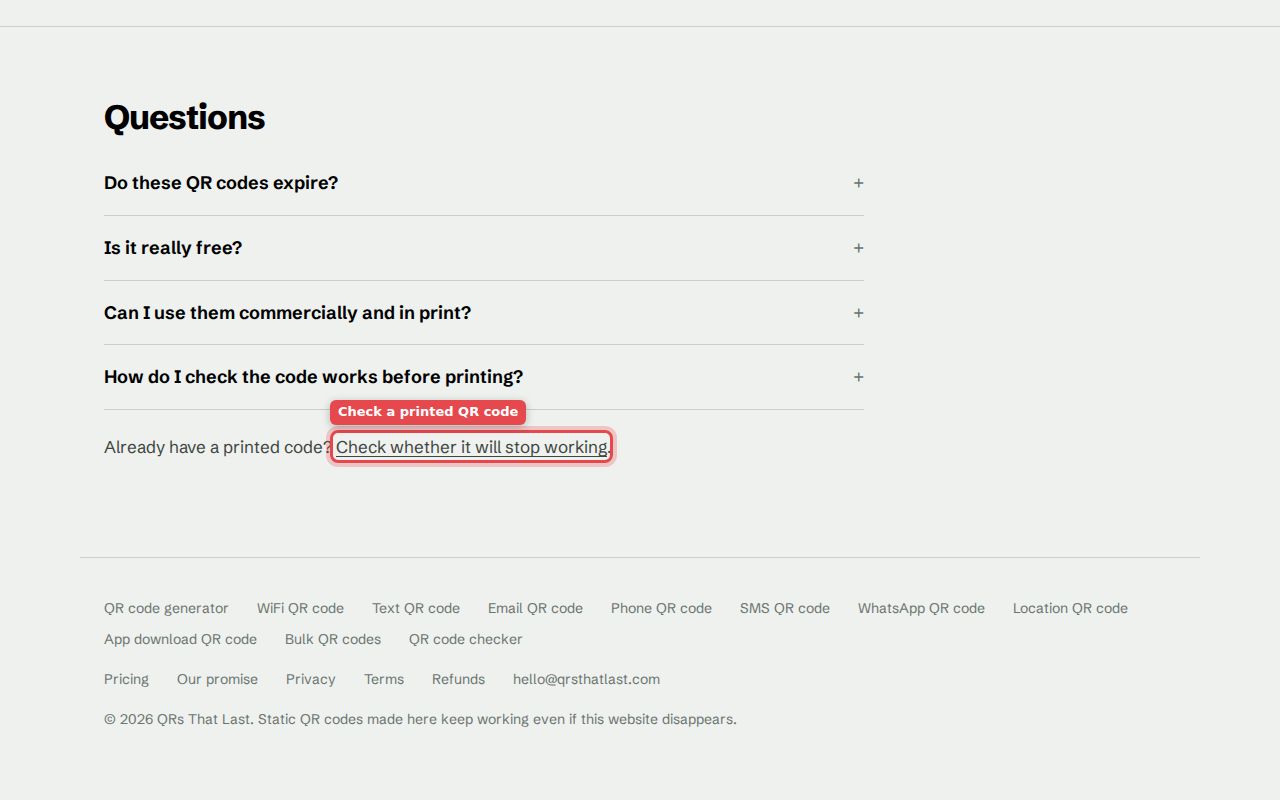 Questions
Do these QR codes expire? +
Is it really free? +
Can I use them commercially and in print? +
How do I check the code works before printing? +
Check a printed QR code
Already have a printed code? Check whether it will stop working.
QR code generator WiFi QR code Text QR code Email QR code Phone QR code SMS QR code WhatsApp QR code Location QR code
App download QR code Bulk QR codes QR code checker
Pricing Our promise Privacy Terms Refunds hello@qrsthatlast.com
© 2026 QRs That Last. Static QR codes made here keep working even if this website disappears.